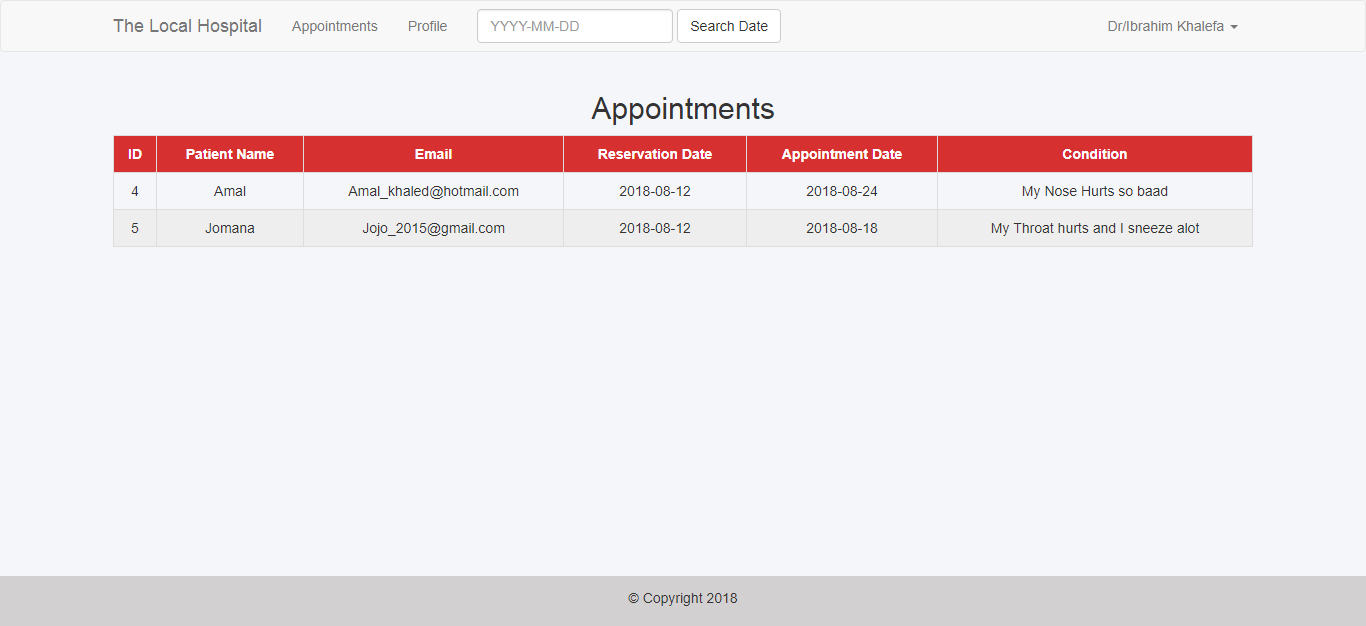 The Local Hospital Appointments Profile YYYY-MM-DD Search Date Dr/Ibrahim Khalefa
Appointments
ID Patient Name Email Reservation Date Appointment Date Condition
4 Amal Amal_khaled@hotmail.com 2018-08-12 2018-08-24 My Nose Hurts so baad
5 Jomana Jojo_2015@gmail.com 2018-08-12 2018-08-18 My Throat hurts and I sneeze alot
© Copyright 2018